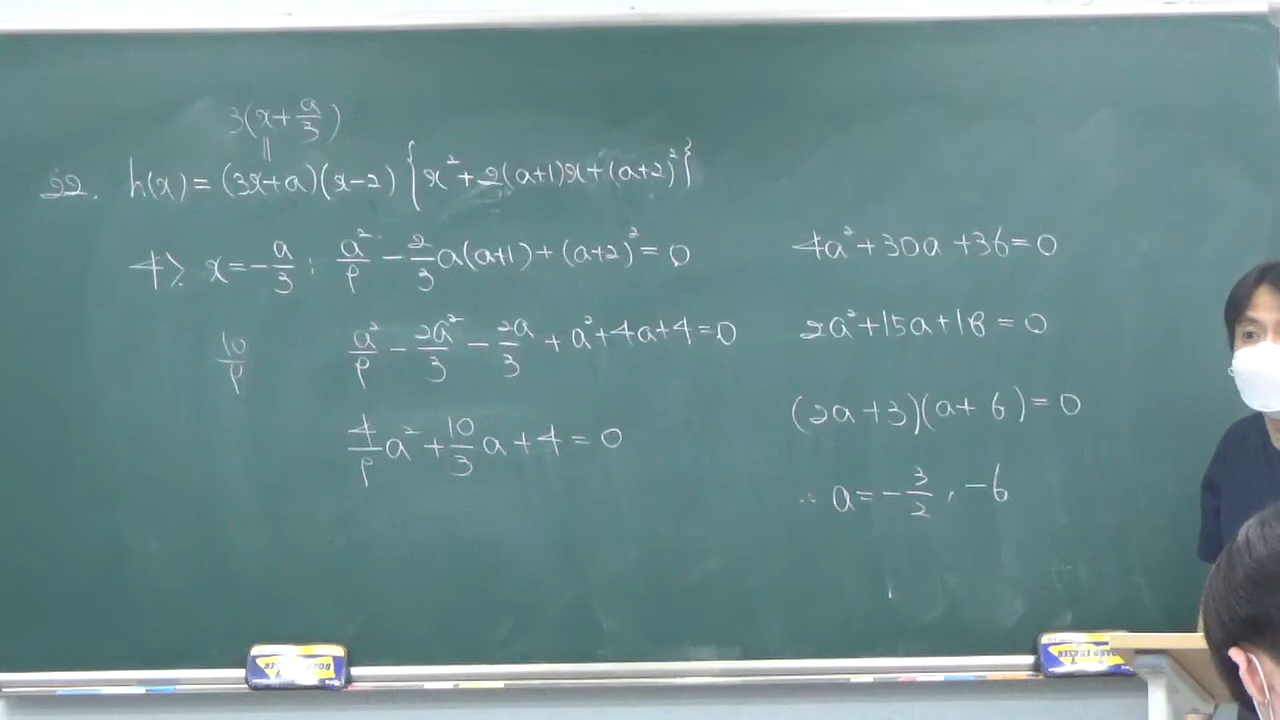 3(x+a/3)
||
22. h(x)=(3x+a)(x-2){x²+2(a+1)x+(a+2)²}
4> x=-a/3 : a²/9 - 2/3 a(a+1)+(a+2)²=0
10/9
a²/9 - 2a²/3 - 2a/3 + a²+4a+4=0
4/9 a² + 10/3 a+4=0
4a²+30a+36=0
2a²+15a+18=0
(2a+3)(a+6)=0
∴ a=-3/2, -6